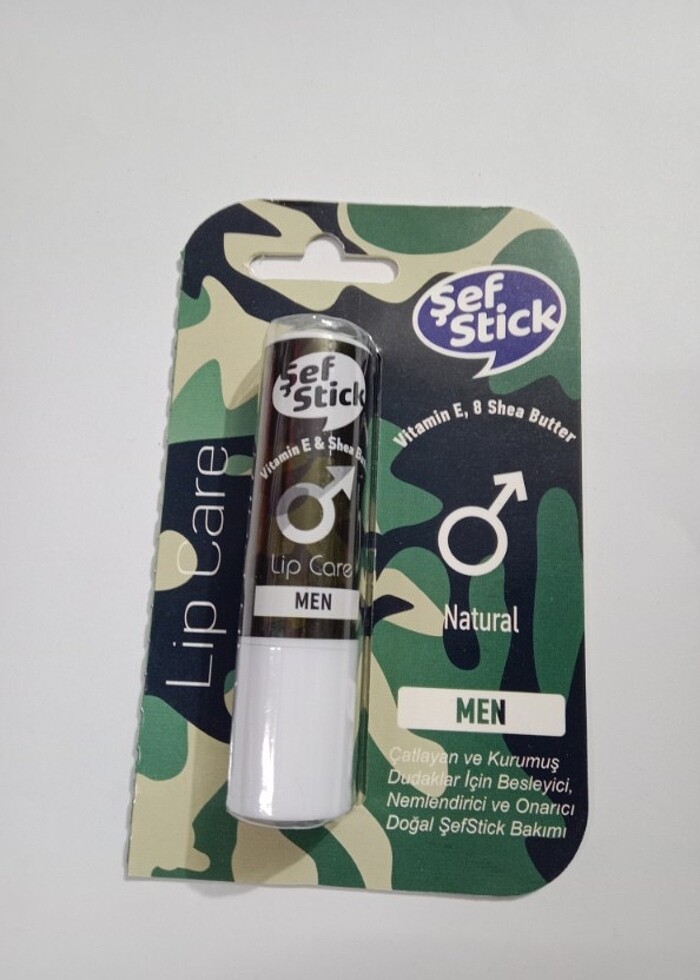 Şef
Stick
Vitamin E, 8 Shea Butter
Natural
MEN
Çatlayan ve Kurumuş
Dudaklar İçin Besleyici,
Nemlendirici ve Onarıcı
Doğal ŞefStick Bakımı
Lip Care
Şef
Stick
Vitamin E & Shea
Lip Care
MEN